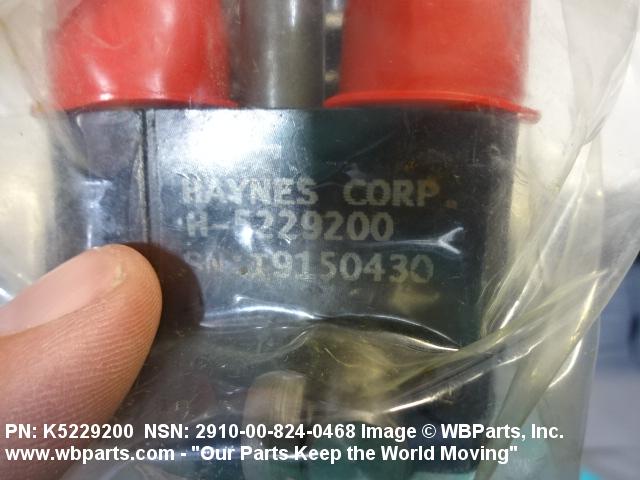 HAYNES CORP.
H-5229200
SN:I9150430
PN: K5229200 NSN: 2910-00-824-0468 Image © WBParts, Inc.
www.wbparts.com - "Our Parts Keep the World Moving"